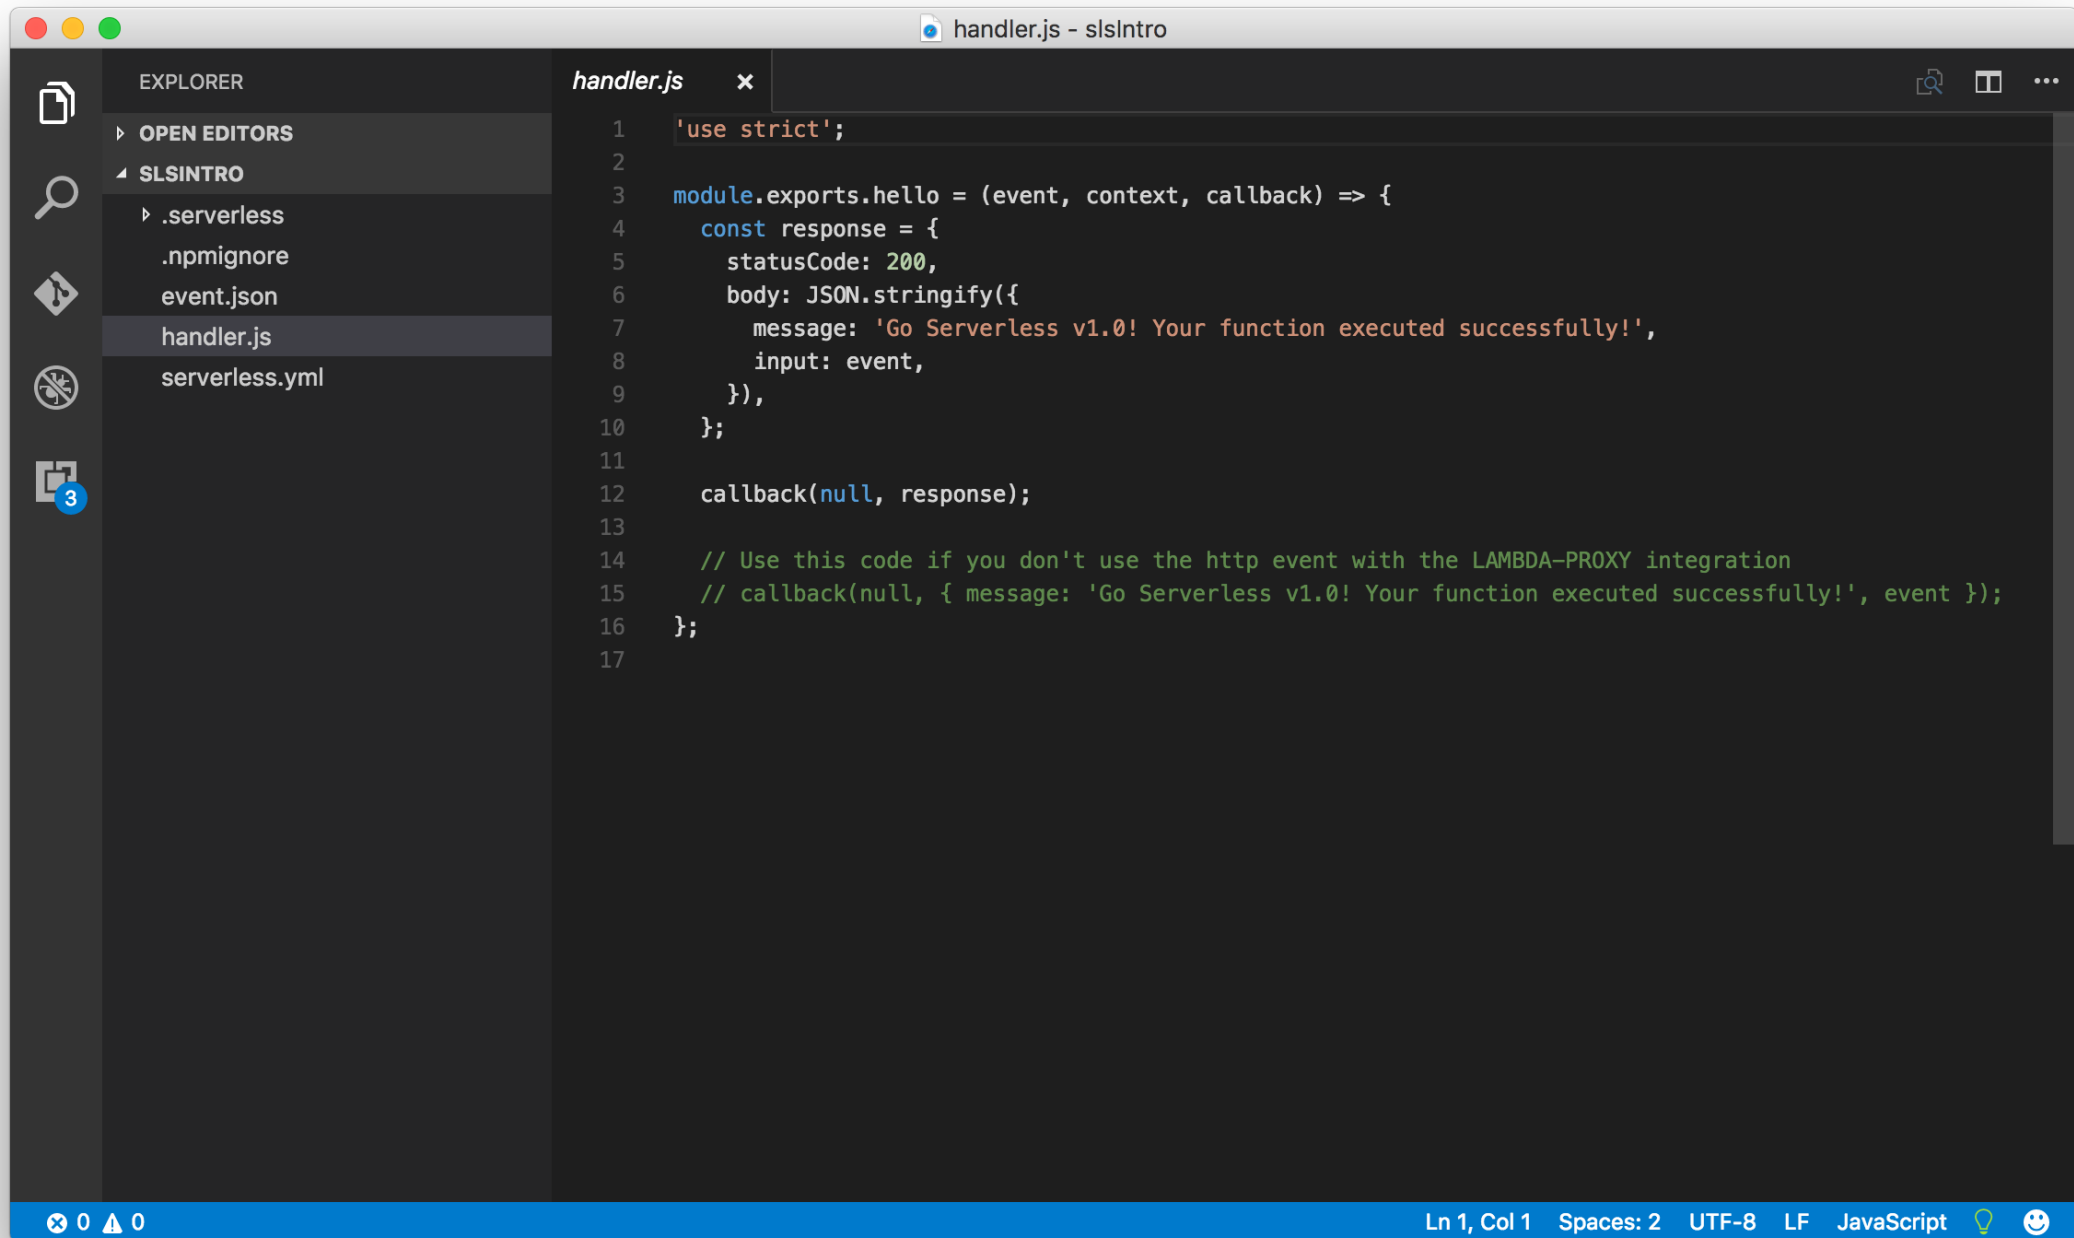 handler.js - slsIntro
EXPLORER
OPEN EDITORS
SLSINTRO
.serverless
.npmignore
event.json
handler.js
serverless.yml
3
handler.js
1 'use strict';
2
3 module.exports.hello = (event, context, callback) => {
4   const response = {
5     statusCode: 200,
6     body: JSON.stringify({
7       message: 'Go Serverless v1.0! Your function executed successfully!',
8       input: event,
9     }),
10   };
11
12   callback(null, response);
13
14   // Use this code if you don't use the http event with the LAMBDA-PROXY integration
15   // callback(null, { message: 'Go Serverless v1.0! Your function executed successfully!', event });
16 };
17
0 0 Ln 1, Col 1 Spaces: 2 UTF-8 LF JavaScript